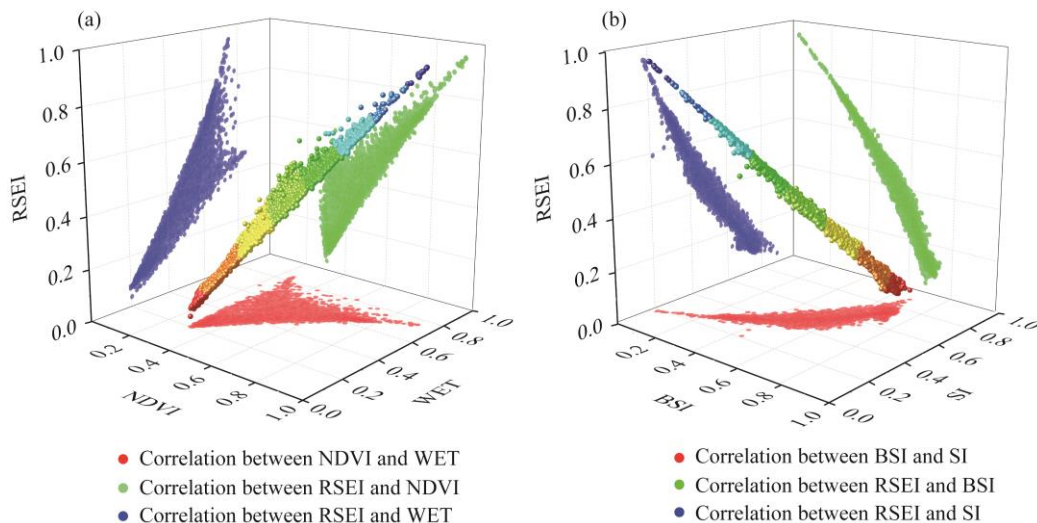 (a)
1.0
0.8
0.6
0.4
0.2
0.0
RSEI
0.2
0.4
0.6
0.8
1.0
NDVI
0.0
0.2
0.4
0.6
0.8
1.0
WET
Correlation between NDVI and WET
Correlation between RSEI and NDVI
Correlation between RSEI and WET
(b)
1.0
0.8
0.6
0.4
0.2
0.0
RSEI
0.2
0.4
0.6
0.8
1.0
BSI
0.0
0.2
0.4
0.6
0.8
1.0
SI
Correlation between BSI and SI
Correlation between RSEI and BSI
Correlation between RSEI and SI